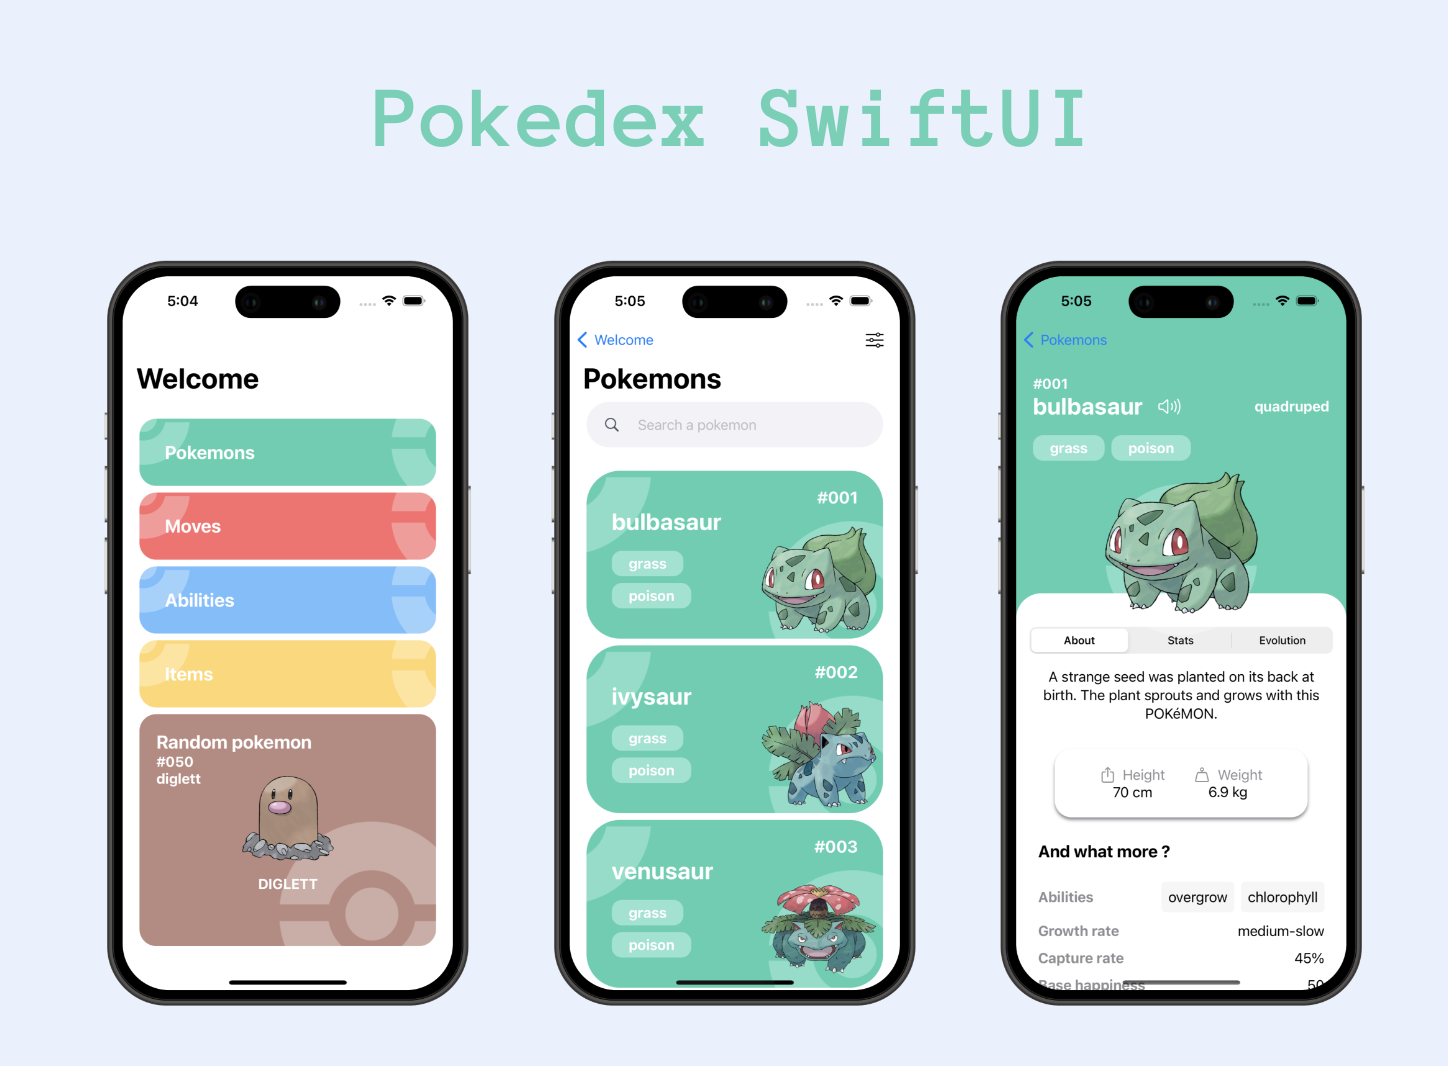 Pokedex SwiftUI
5:04
Welcome
Pokemons
Moves
Abilities
Items
Random pokemon
#050
diglett
DIGLETT
5:05
Welcome
Pokemons
Search a pokemon
#001
bulbasaur
grass
poison
#002
ivysaur
grass
poison
#003
venusaur
grass
poison
5:05
Pokemons
#001
bulbasaur
quadruped
grass poison
About Stats Evolution
A strange seed was planted on its back at
birth. The plant sprouts and grows with this
POKéMON.
Height Weight
70 cm 6.9 kg
And what more ?
Abilities overgrow chlorophyll
Growth rate medium-slow
Capture rate 45%
Base happiness 50